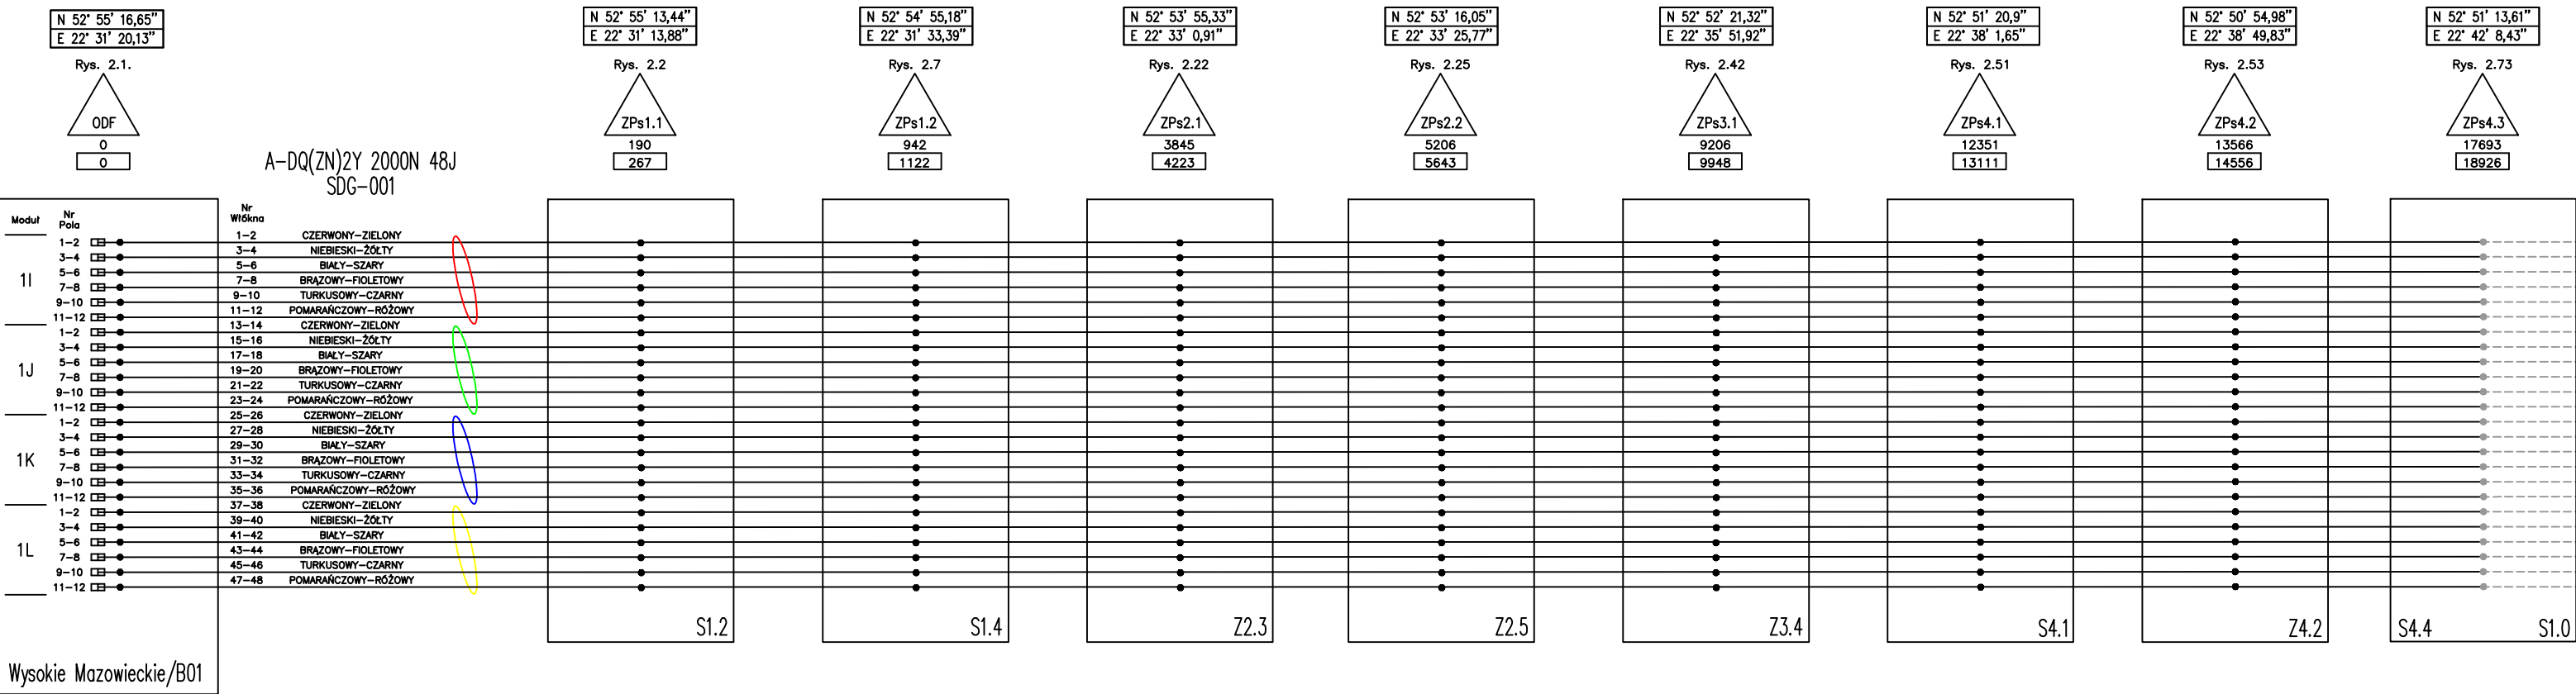 N 52° 55' 16,65"
E 22° 31' 20,13"
Rys. 2.1.
ODF
0
0
A-DQ(ZN)2Y 2000N 48J
SDG-001
N 52° 55' 13,44"
E 22° 31' 13,88"
Rys. 2.2
ZPs1.1
190
267
N 52° 54' 55,18"
E 22° 31' 33,39"
Rys. 2.7
ZPs1.2
942
1122
N 52° 53' 55,33"
E 22° 33' 0,91"
Rys. 2.22
ZPs2.1
3845
4223
N 52° 53' 16,05"
E 22° 33' 25,77"
Rys. 2.25
ZPs2.2
5206
5643
N 52° 52' 21,32"
E 22° 35' 51,92"
Rys. 2.42
ZPs3.1
9206
9948
N 52° 51' 20,9"
E 22° 38' 1,65"
Rys. 2.51
ZPs4.1
12351
13111
N 52° 50' 54,98"
E 22° 38' 49,83"
Rys. 2.53
ZPs4.2
13566
14556
N 52° 51' 13,61"
E 22° 42' 8,43"
Rys. 2.73
ZPs4.3
17693
18926
Moduł
Nr
Pola
Nr
Włókna
1I
1-2 1-2 CZERWONY-ZIELONY
3-4 3-4 NIEBIESKI-ŻÓŁTY
5-6 5-6 BIAŁY-SZARY
7-8 7-8 BRĄZOWY-FIOLETOWY
9-10 9-10 TURKUSOWY-CZARNY
11-12 11-12 POMARAŃCZOWY-RÓŻOWY
1J
1-2 13-14 CZERWONY-ZIELONY
3-4 15-16 NIEBIESKI-ŻÓŁTY
5-6 17-18 BIAŁY-SZARY
7-8 19-20 BRĄZOWY-FIOLETOWY
9-10 21-22 TURKUSOWY-CZARNY
11-12 23-24 POMARAŃCZOWY-RÓŻOWY
1K
1-2 25-26 CZERWONY-ZIELONY
3-4 27-28 NIEBIESKI-ŻÓŁTY
5-6 29-30 BIAŁY-SZARY
7-8 31-32 BRĄZOWY-FIOLETOWY
9-10 33-34 TURKUSOWY-CZARNY
11-12 35-36 POMARAŃCZOWY-RÓŻOWY
1L
1-2 37-38 CZERWONY-ZIELONY
3-4 39-40 NIEBIESKI-ŻÓŁTY
5-6 41-42 BIAŁY-SZARY
7-8 43-44 BRĄZOWY-FIOLETOWY
9-10 45-46 TURKUSOWY-CZARNY
11-12 47-48 POMARAŃCZOWY-RÓŻOWY
S1.2
S1.4
Z2.3
Z2.5
Z3.4
S4.1
Z4.2
S4.4 S1.0
Wysokie Mazowieckie/B01